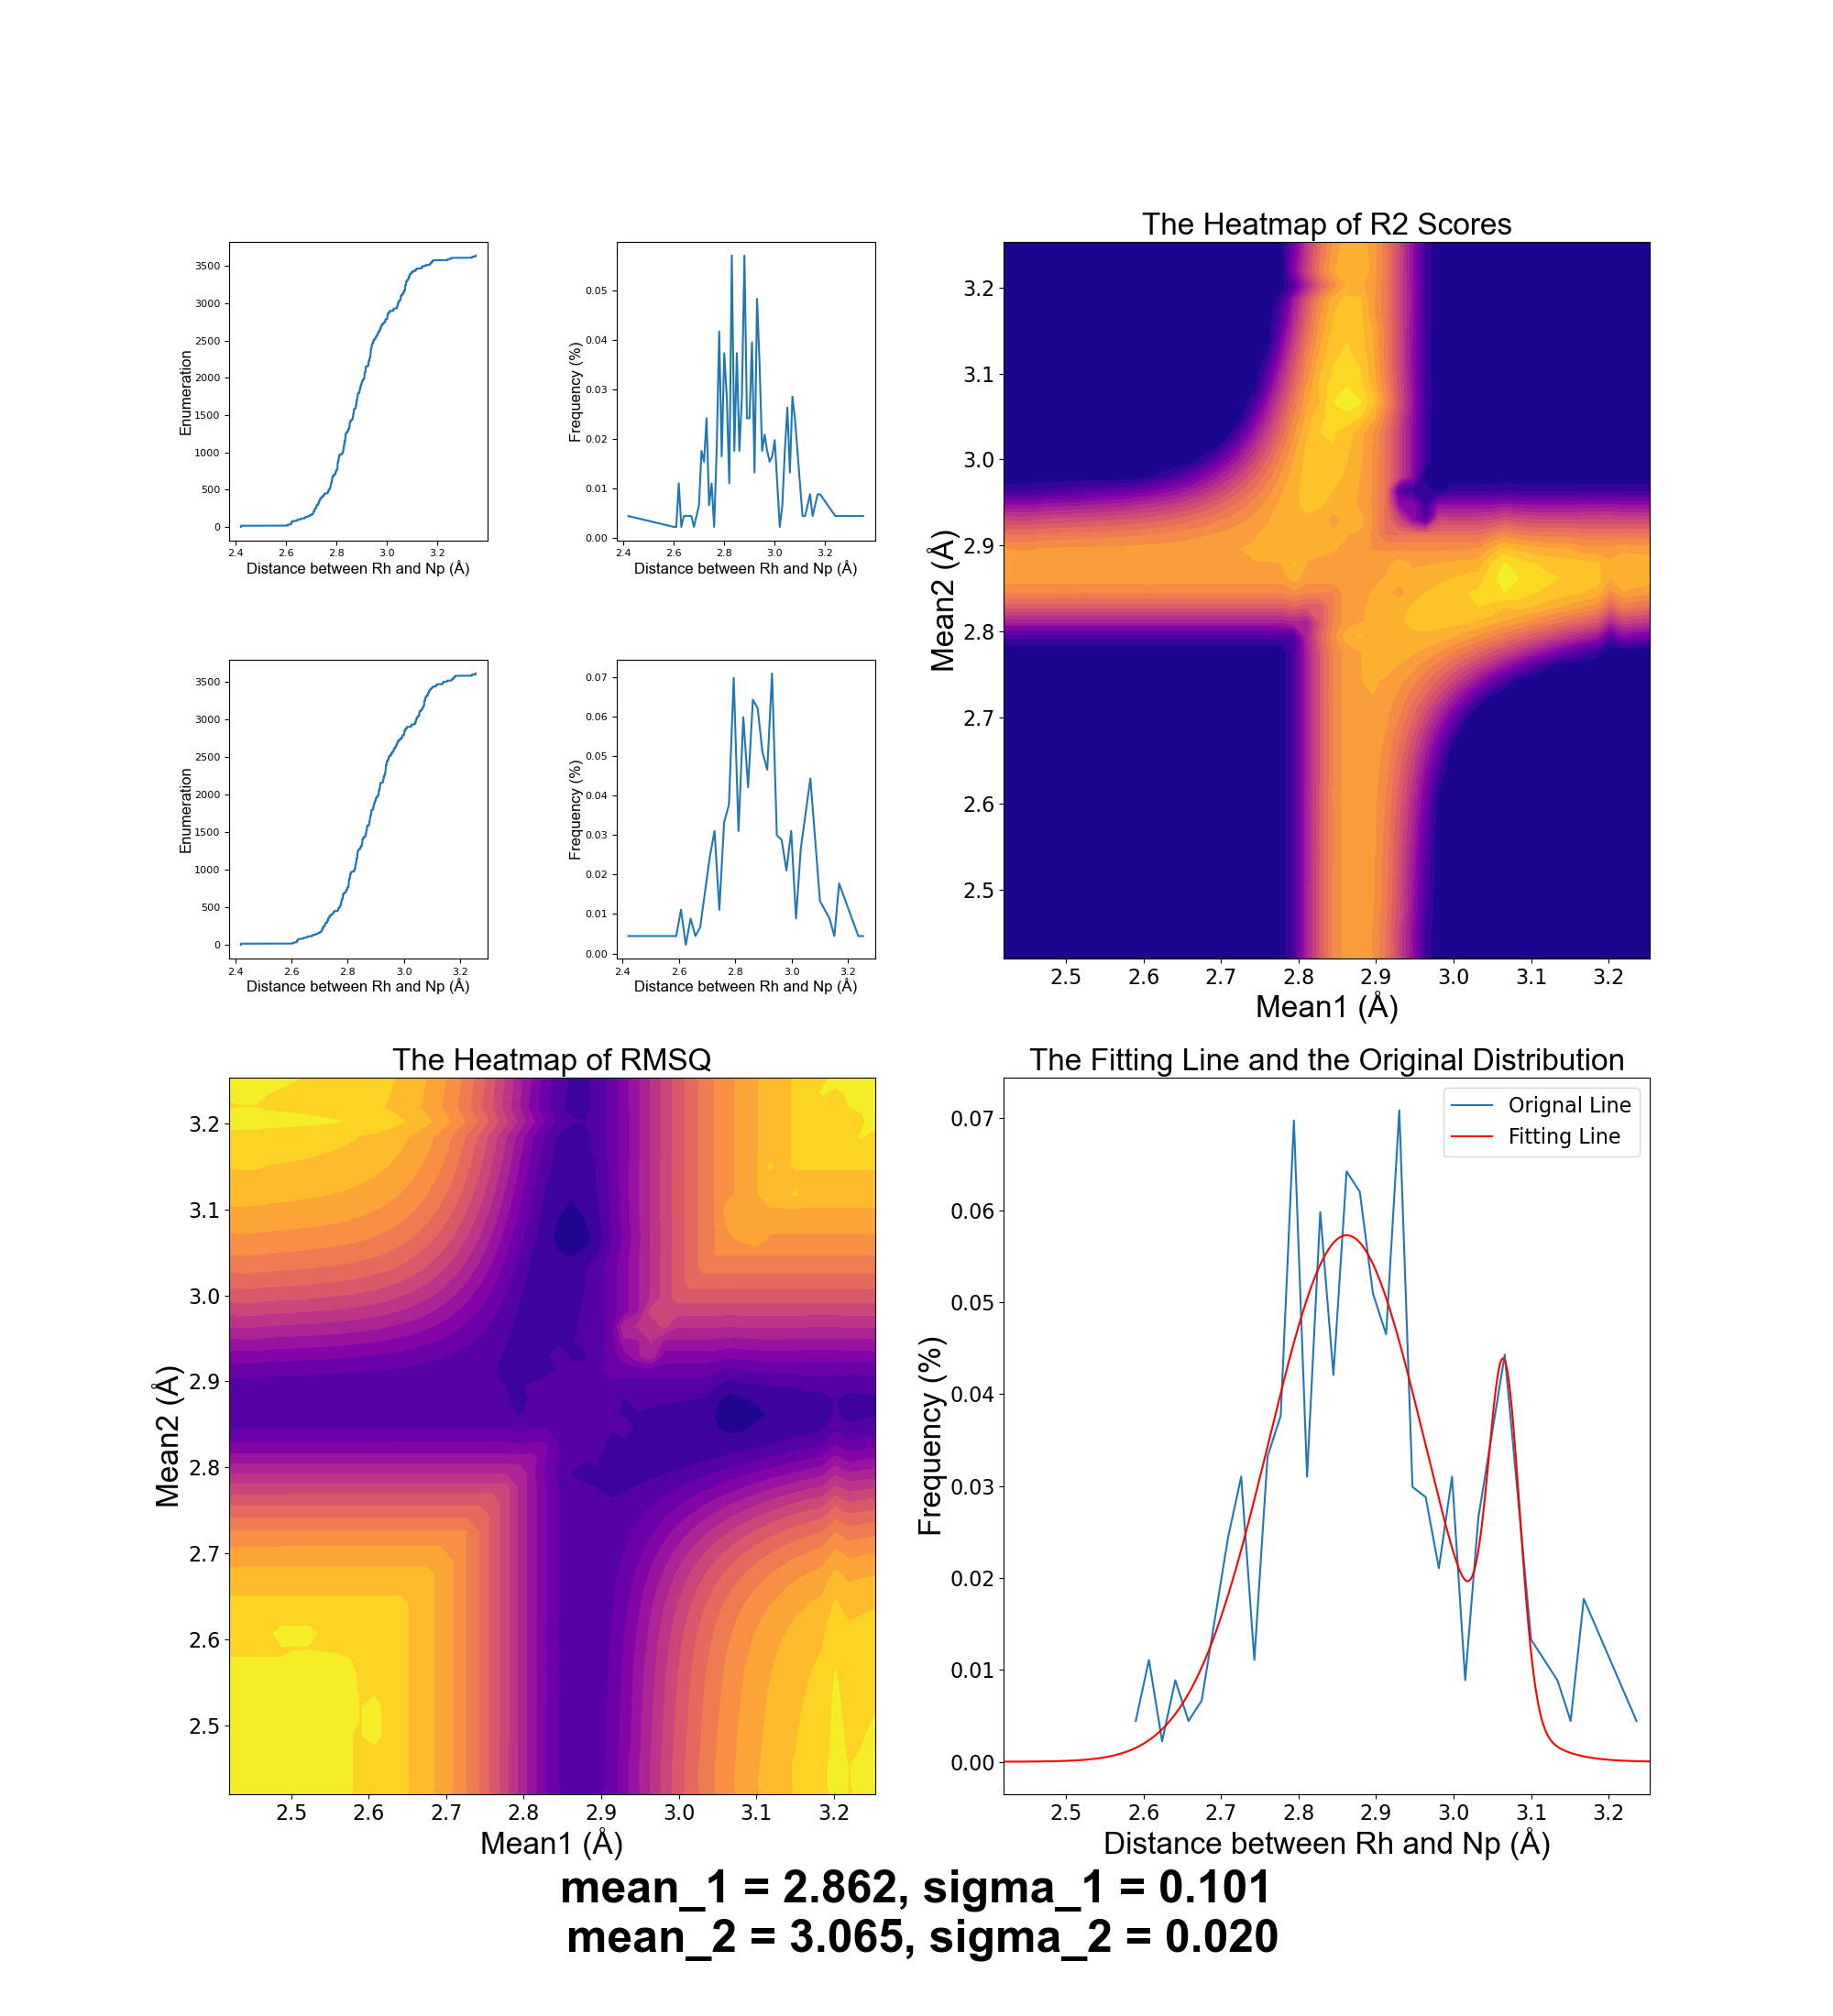 Enumeration
3500
3000
2500
2000
1500
1000
500
0
2.4 2.6 2.8 3.0 3.2
Distance between Rh and Np (Å)
Frequency (%)
0.05
0.04
0.03
0.02
0.01
0.00
2.4 2.6 2.8 3.0 3.2
Distance between Rh and Np (Å)
The Heatmap of R2 Scores
Mean2 (Å)
3.2
3.1
3.0
2.9
2.8
2.7
2.6
2.5
2.5 2.6 2.7 2.8 2.9 3.0 3.1 3.2
Mean1 (Å)
Enumeration
3500
3000
2500
2000
1500
1000
500
0
2.4 2.6 2.8 3.0 3.2
Distance between Rh and Np (Å)
Frequency (%)
0.07
0.06
0.05
0.04
0.03
0.02
0.01
0.00
2.4 2.6 2.8 3.0 3.2
Distance between Rh and Np (Å)
The Heatmap of RMSQ
Mean2 (Å)
3.2
3.1
3.0
2.9
2.8
2.7
2.6
2.5
2.5 2.6 2.7 2.8 2.9 3.0 3.1 3.2
Mean1 (Å)
The Fitting Line and the Original Distribution
Orignal Line
Fitting Line
Frequency (%)
0.07
0.06
0.05
0.04
0.03
0.02
0.01
0.00
2.5 2.6 2.7 2.8 2.9 3.0 3.1 3.2
Distance between Rh and Np (Å)
mean_1 = 2.862, sigma_1 = 0.101
mean_2 = 3.065, sigma_2 = 0.020